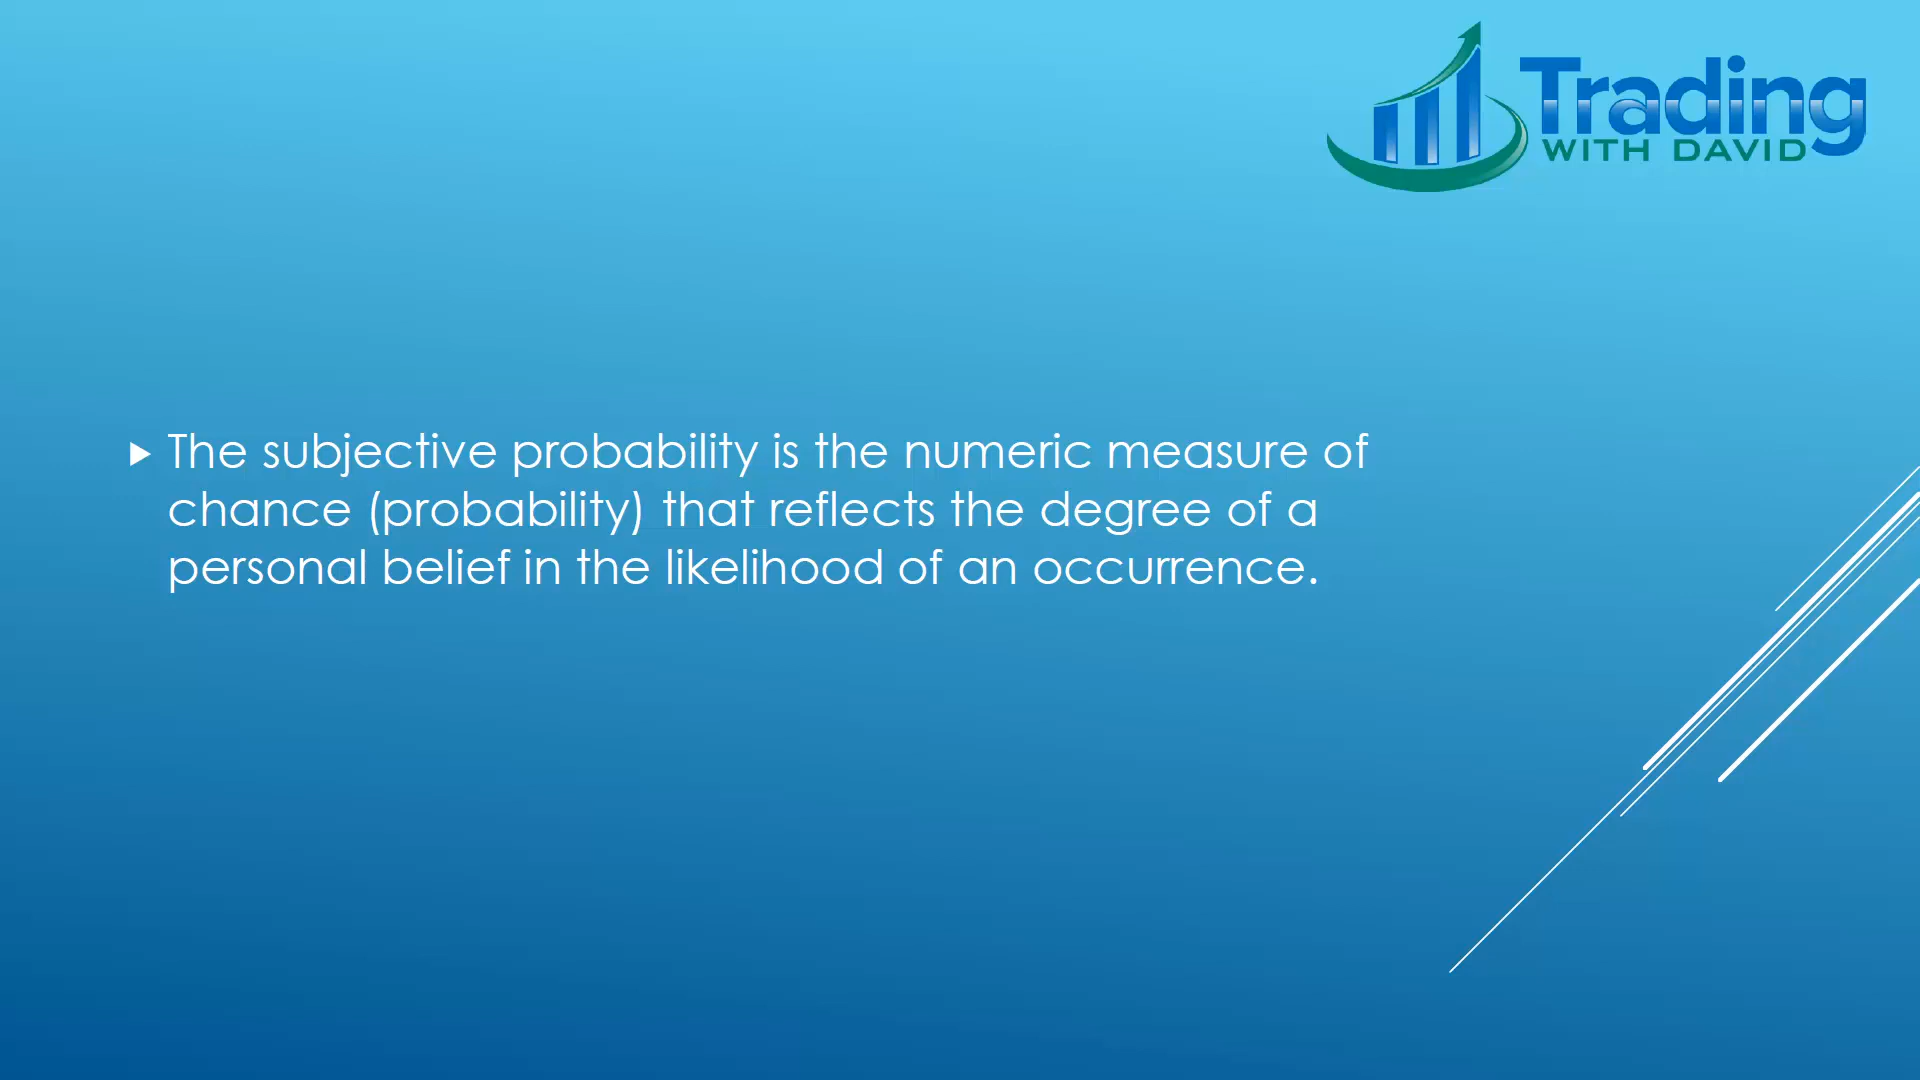 Trading
WITH DAVID
The subjective probability is the numeric measure of
chance (probability) that reflects the degree of a
personal belief in the likelihood of an occurrence.